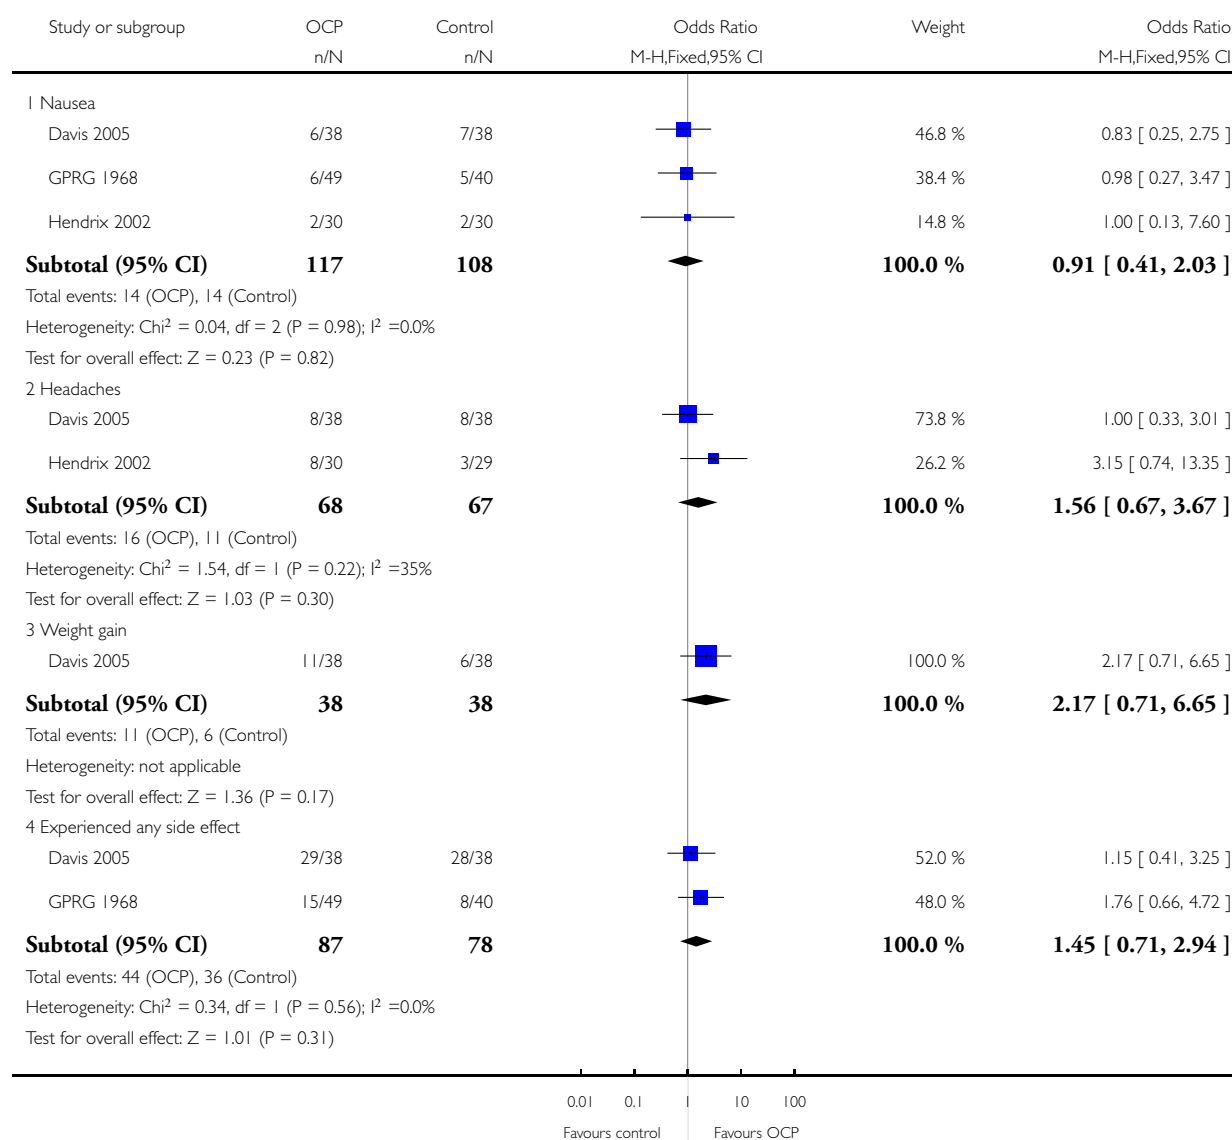 Study or subgroup OCP Control Odds Ratio Weight Odds Ratio
n/N n/N M-H,Fixed,95% CI M-H,Fixed,95% CI
1 Nausea
Davis 2005 6/38 7/38 46.8 % 0.83 [ 0.25, 2.75 ]
GPRG 1968 6/49 5/40 38.4 % 0.98 [ 0.27, 3.47 ]
Hendrix 2002 2/30 2/30 14.8 % 1.00 [ 0.13, 7.60 ]
Subtotal (95% CI) 117 108 100.0 % 0.91 [ 0.41, 2.03 ]
Total events: 14 (OCP), 14 (Control)
Heterogeneity: Chi² = 0.04, df = 2 (P = 0.98); I² =0.0%
Test for overall effect: Z = 0.23 (P = 0.82)
2 Headaches
Davis 2005 8/38 8/38 73.8 % 1.00 [ 0.33, 3.01 ]
Hendrix 2002 8/30 3/29 26.2 % 3.15 [ 0.74, 13.35 ]
Subtotal (95% CI) 68 67 100.0 % 1.56 [ 0.67, 3.67 ]
Total events: 16 (OCP), 11 (Control)
Heterogeneity: Chi² = 1.54, df = 1 (P = 0.22); I² =35%
Test for overall effect: Z = 1.03 (P = 0.30)
3 Weight gain
Davis 2005 11/38 6/38 100.0 % 2.17 [ 0.71, 6.65 ]
Subtotal (95% CI) 38 38 100.0 % 2.17 [ 0.71, 6.65 ]
Total events: 11 (OCP), 6 (Control)
Heterogeneity: not applicable
Test for overall effect: Z = 1.36 (P = 0.17)
4 Experienced any side effect
Davis 2005 29/38 28/38 52.0 % 1.15 [ 0.41, 3.25 ]
GPRG 1968 15/49 8/40 48.0 % 1.76 [ 0.66, 4.72 ]
Subtotal (95% CI) 87 78 100.0 % 1.45 [ 0.71, 2.94 ]
Total events: 44 (OCP), 36 (Control)
Heterogeneity: Chi² = 0.34, df = 1 (P = 0.56); I² =0.0%
Test for overall effect: Z = 1.01 (P = 0.31)
0.01 0.1 1 10 100
Favours control Favours OCP